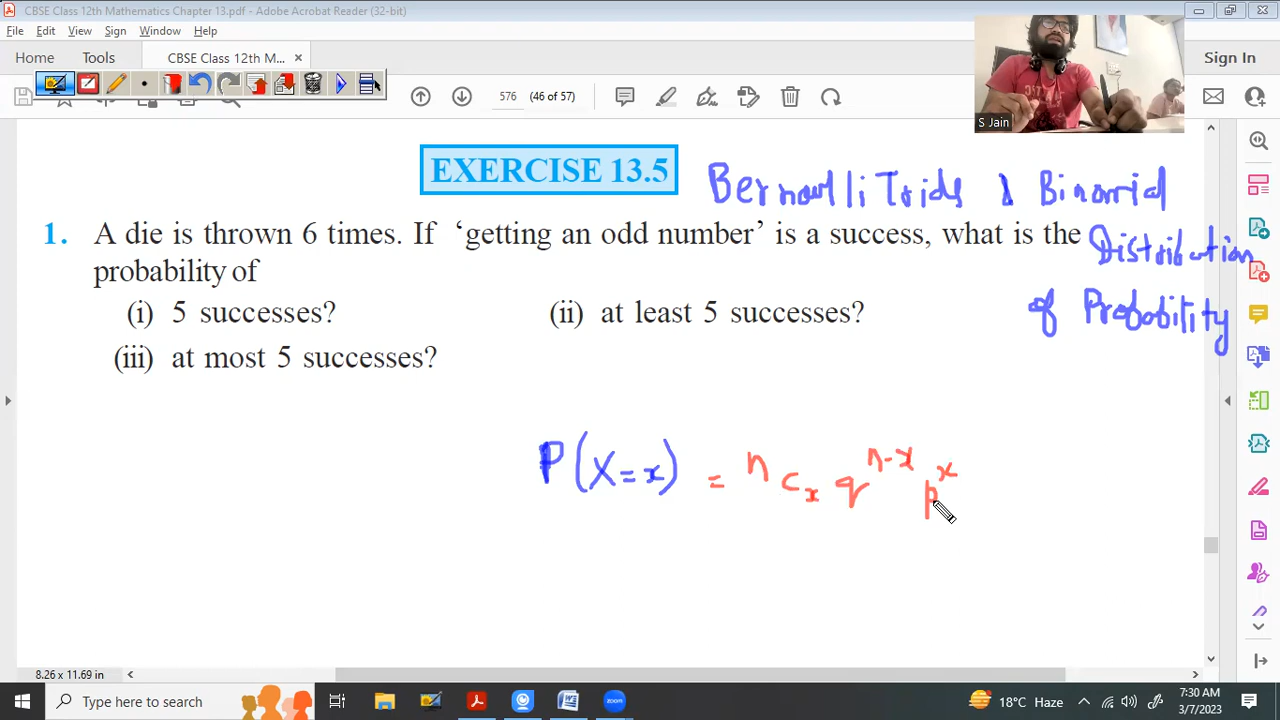 CBSE Class 12th Mathematics Chapter 13.pdf - Adobe Acrobat Reader (32-bit)
File Edit View Sign Window Help
Home Tools CBSE Class 12th M... × Sign In
576 (46 of 57)
S Jain
EXERCISE 13.5
Bernoulli Trials & Binomial
Distribution
of Probability
1. A die is thrown 6 times. If ‘getting an odd number’ is a success, what is the
probability of
(i) 5 successes? (ii) at least 5 successes?
(iii) at most 5 successes?
P(X=x) = n C x q^n-x p^x
8.26 x 11.69 in
Type here to search
zoom
18°C Haze
7:30 AM
3/7/2023